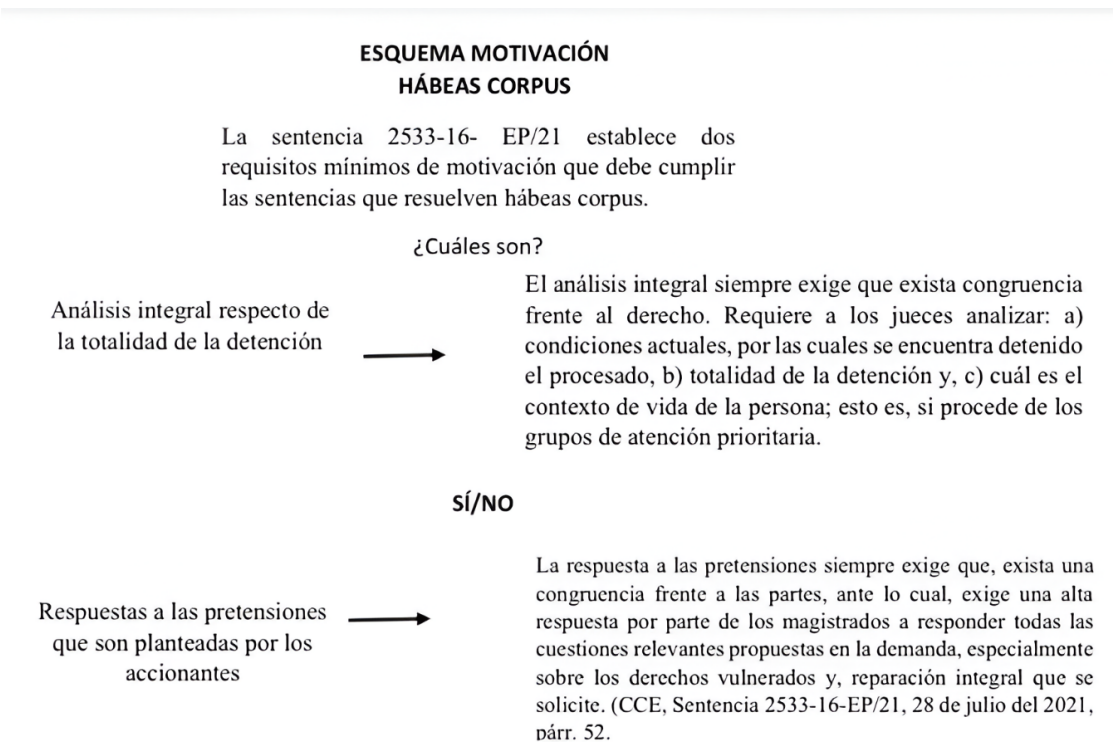 ESQUEMA MOTIVACIÓN
HÁBEAS CORPUS
La sentencia 2533-16- EP/21 establece dos
requisitos mínimos de motivación que debe cumplir
las sentencias que resuelven hábeas corpus.
¿Cuáles son?
Análisis integral respecto de
la totalidad de la detención
El análisis integral siempre exige que exista congruencia
frente al derecho. Requiere a los jueces analizar: a)
condiciones actuales, por las cuales se encuentra detenido
el procesado, b) totalidad de la detención y, c) cuál es el
contexto de vida de la persona; esto es, si procede de los
grupos de atención prioritaria.
SÍ/NO
Respuestas a las pretensiones
que son planteadas por los
accionantes
La respuesta a las pretensiones siempre exige que, exista una
congruencia frente a las partes, ante lo cual, exige una alta
respuesta por parte de los magistrados a responder todas las
cuestiones relevantes propuestas en la demanda, especialmente
sobre los derechos vulnerados y, reparación integral que se
solicite. (CCE, Sentencia 2533-16-EP/21, 28 de julio del 2021,
párr. 52.